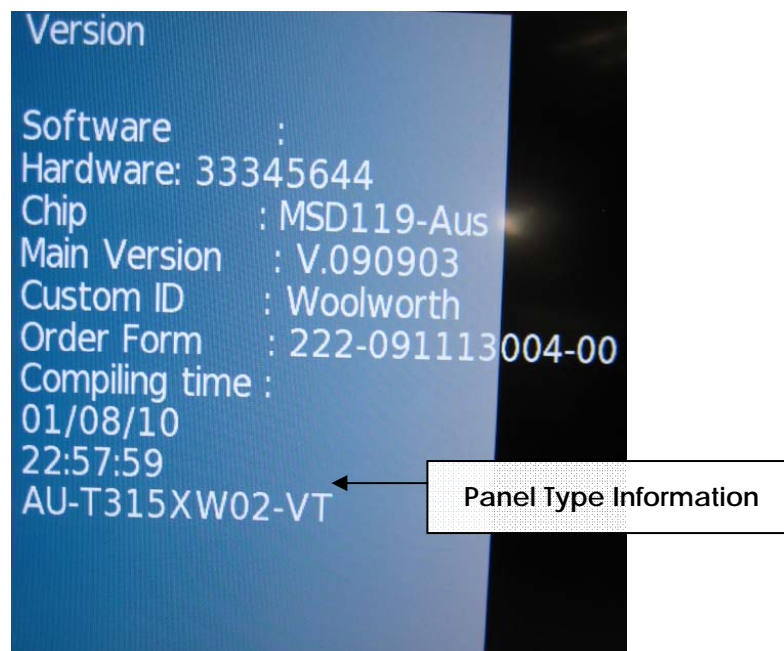 Version
Software :
Hardware: 33345644
Chip : MSD119-Aus
Main Version : V.090903
Custom ID : Woolworth
Order Form : 222-091113004-00
Compiling time :
01/08/10
22:57:59
AU-T315XW02-VT
Panel Type Information